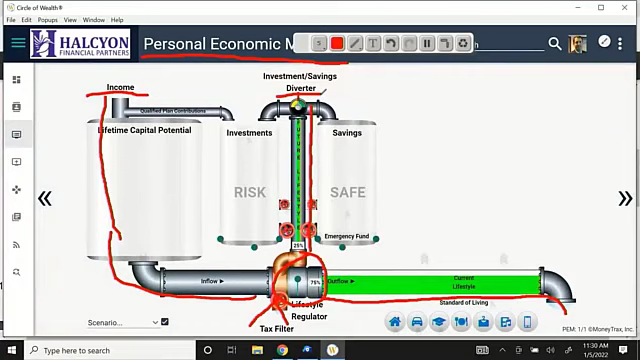 Circle of Wealth®
File Edit Popups View Window
HALCYON
FINANCIAL PARTNERS
Personal Economic M
h
Investment/Savings
Diverter
Income
Qualified Plan Contributions
Lifetime Capital Potential
Investments
Savings
FUTURE LIFESTYLE
RISK
SAFE
Emergency Fund
25%
Inflow ►
75%
Outflow ►
Current
Lifestyle
Lifestyle
Regulator
Standard of Living
Tax Filter
Scenario...
PEM: 1/1 ©MoneyTrax, Inc.
Type here to search
11:30 AM
1/5/2022